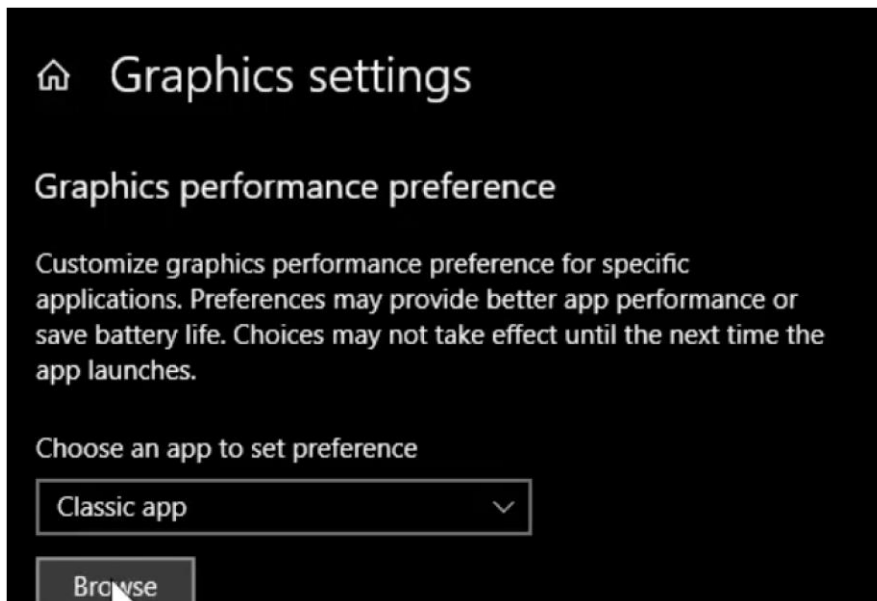 Graphics settings
Graphics performance preference
Customize graphics performance preference for specific
applications. Preferences may provide better app performance or
save battery life. Choices may not take effect until the next time the
app launches.
Choose an app to set preference
Classic app
Browse